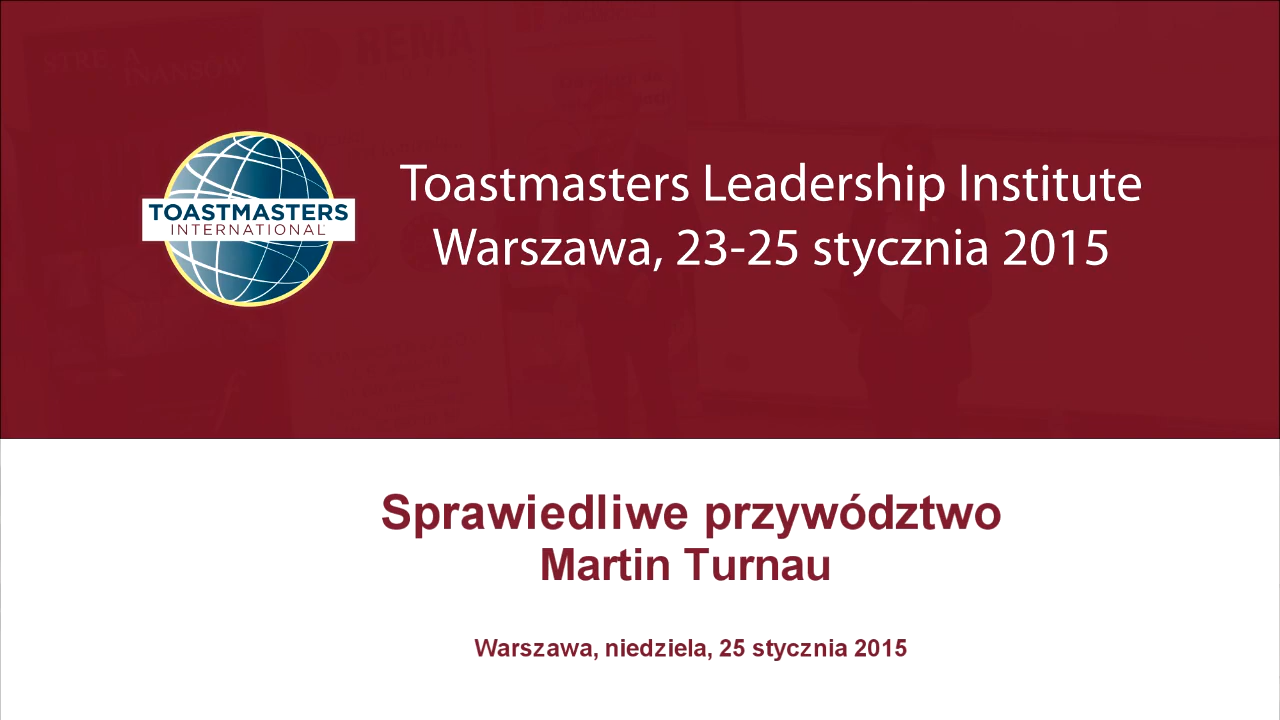 TOASTMASTERS
INTERNATIONAL
Toastmasters Leadership Institute
Warszawa, 23-25 stycznia 2015
REMA
Sprawiedliwe przywództwo
Martin Turnau
Warszawa, niedziela, 25 stycznia 2015